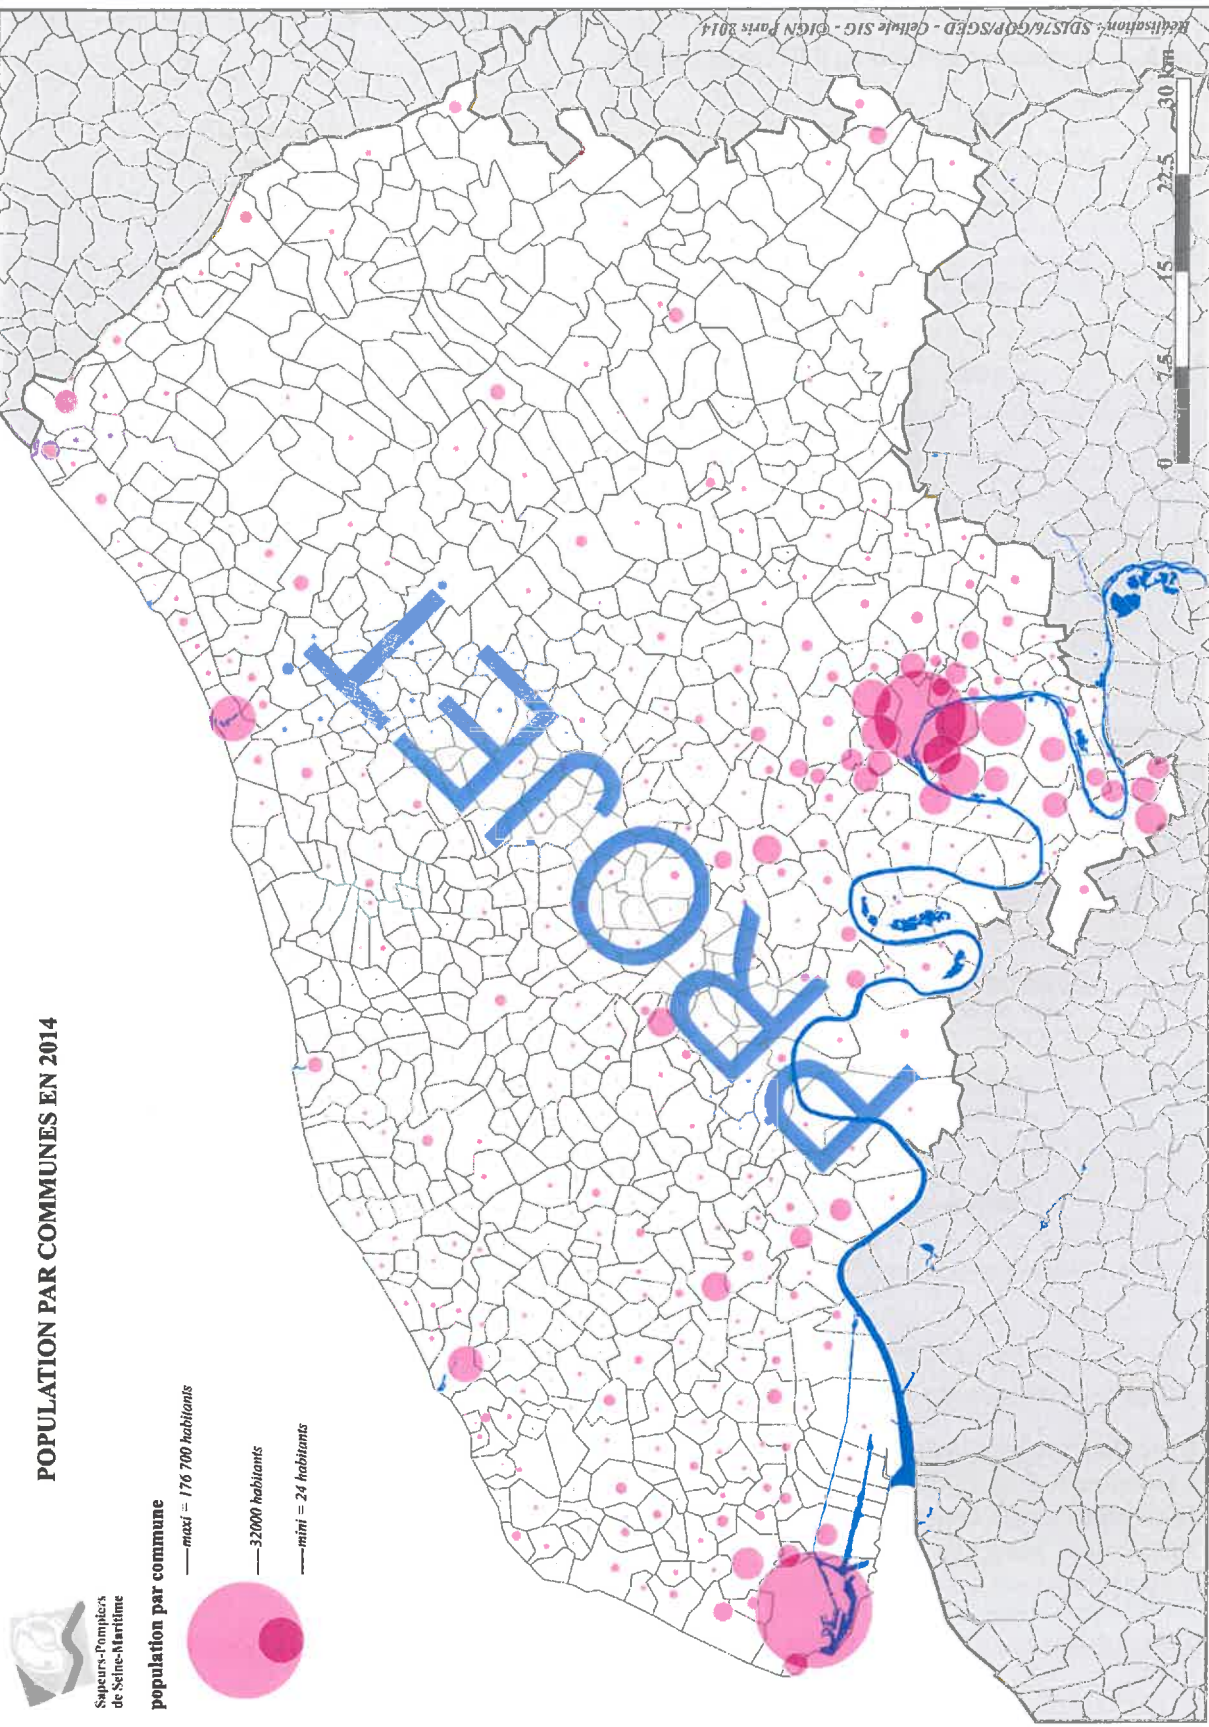 POPULATION PAR COMMUNES EN 2014
Sapeurs-Pompiers
de Seine-Maritime
population par commune
maxi = 176 700 habitants
32000 habitants
mini = 24 habitants
PROJET
0 7.5 15 22.5 30 km
Réalisation : SDIS76/GOP/SGED - Cellule SIG - ©IGN Paris 2014